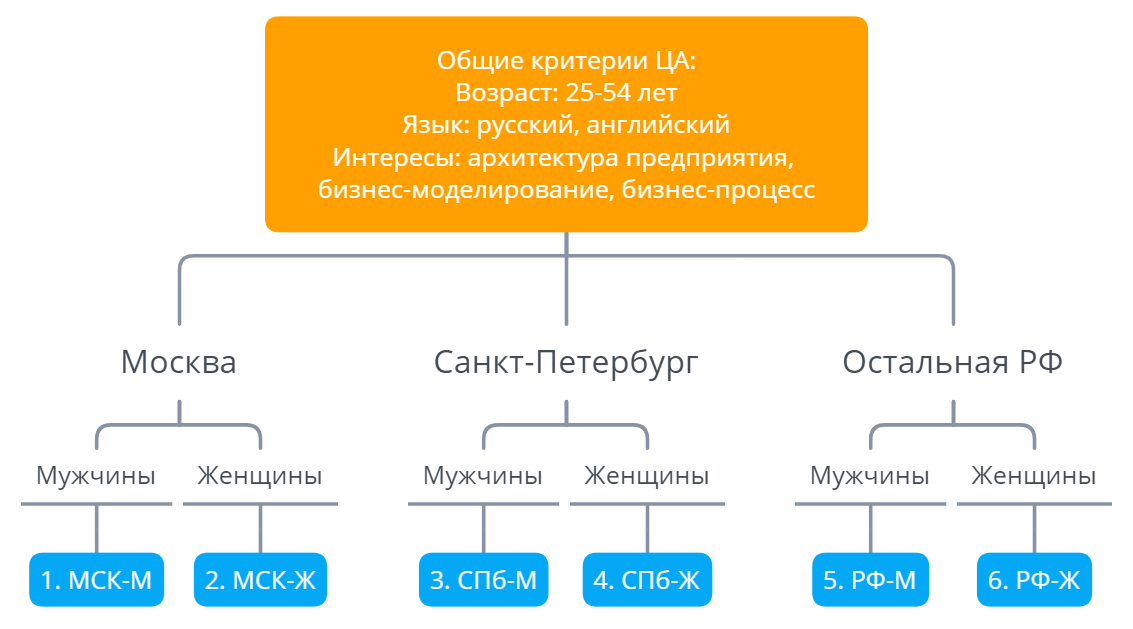 Общие критерии ЦА:
Возраст: 25-54 лет
Язык: русский, английский
Интересы: архитектура предприятия,
бизнес-моделирование, бизнес-процесс
Москва
Санкт-Петербург
Остальная РФ
Мужчины
Женщины
Мужчины
Женщины
Мужчины
Женщины
1. МСК-М
2. МСК-Ж
3. СПб-М
4. СПб-Ж
5. РФ-М
6. РФ-Ж